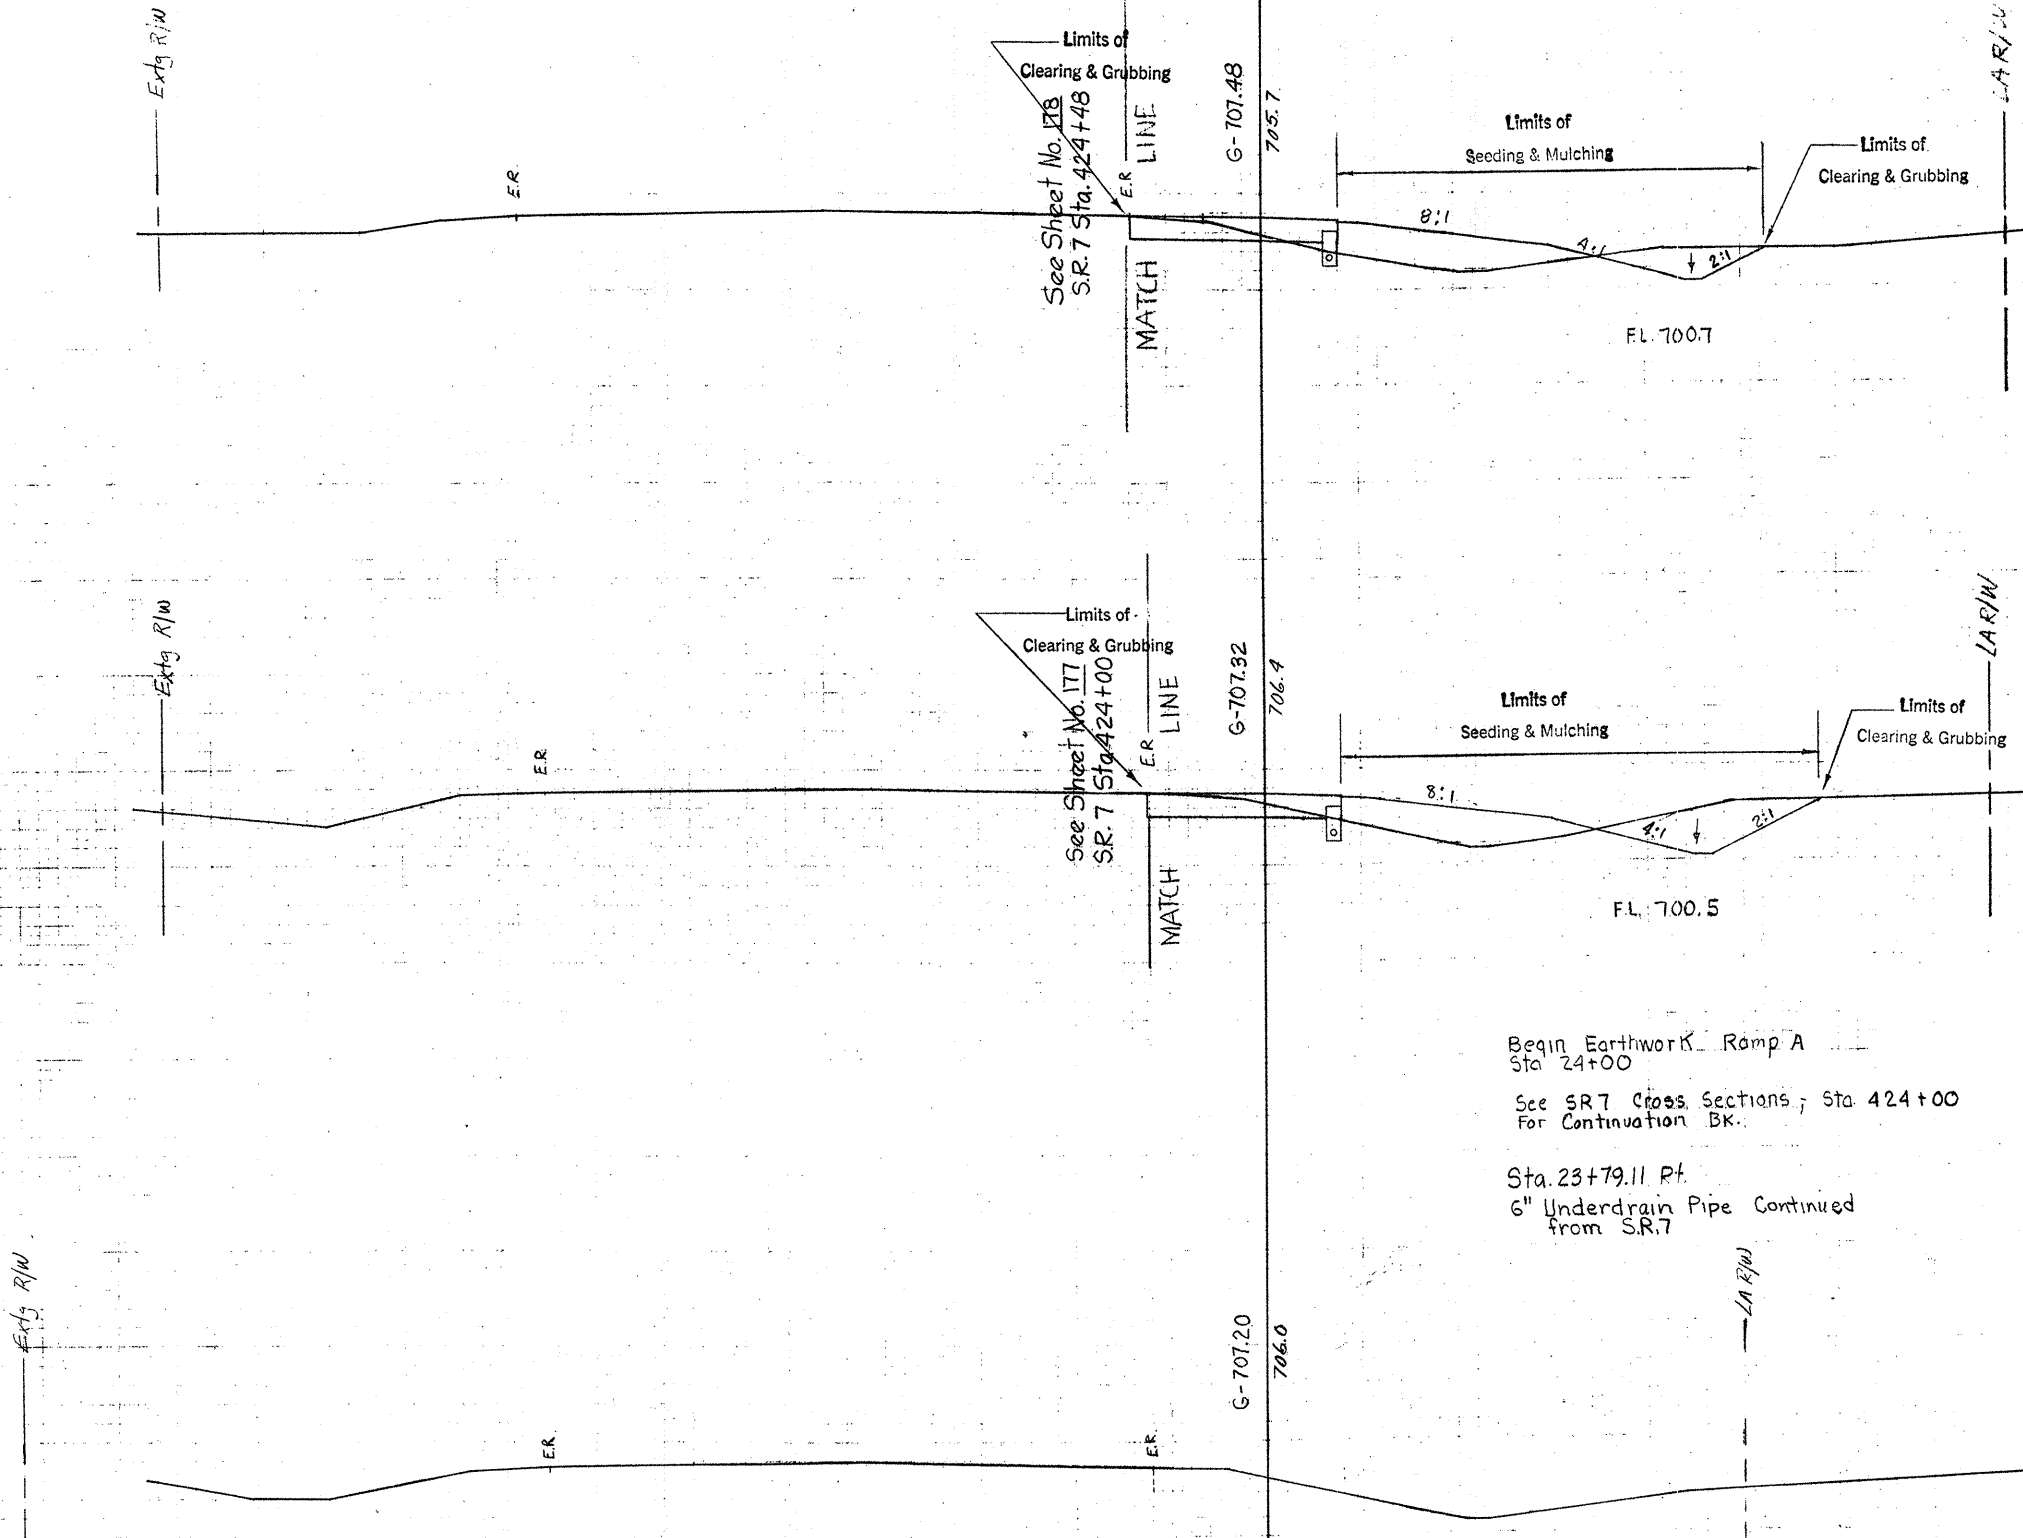 Extg R/W
Limits of
Clearing & Grubbing
See Sheet No. 178
S.R. 7 Sta. 424+48
E.R.
E.R
MATCH LINE
G-707.48
705.7
Limits of
Seeding & Mulching
Limits of
Clearing & Grubbing
LA R/W
8:1
4:1
2:1
F.L. 700.7
Extg R/W
Limits of
Clearing & Grubbing
See Sheet No. 177
S.R. 7 Sta 424+00
E.R.
E.R
MATCH LINE
G-707.32
706.4
Limits of
Seeding & Mulching
Limits of
Clearing & Grubbing
LA R/W
8:1
4:1
2:1
F.L. 700.5
Begin Earthwork Ramp A
Sta 24+00
See SR7 Cross Sections; Sta. 424+00
For Continuation BK.
Sta. 23+79.11 Rt.
6" Underdrain Pipe Continued
from S.R.7
Extg R/W
LA R/W
G-707.20
706.0
E.R.
E.R.